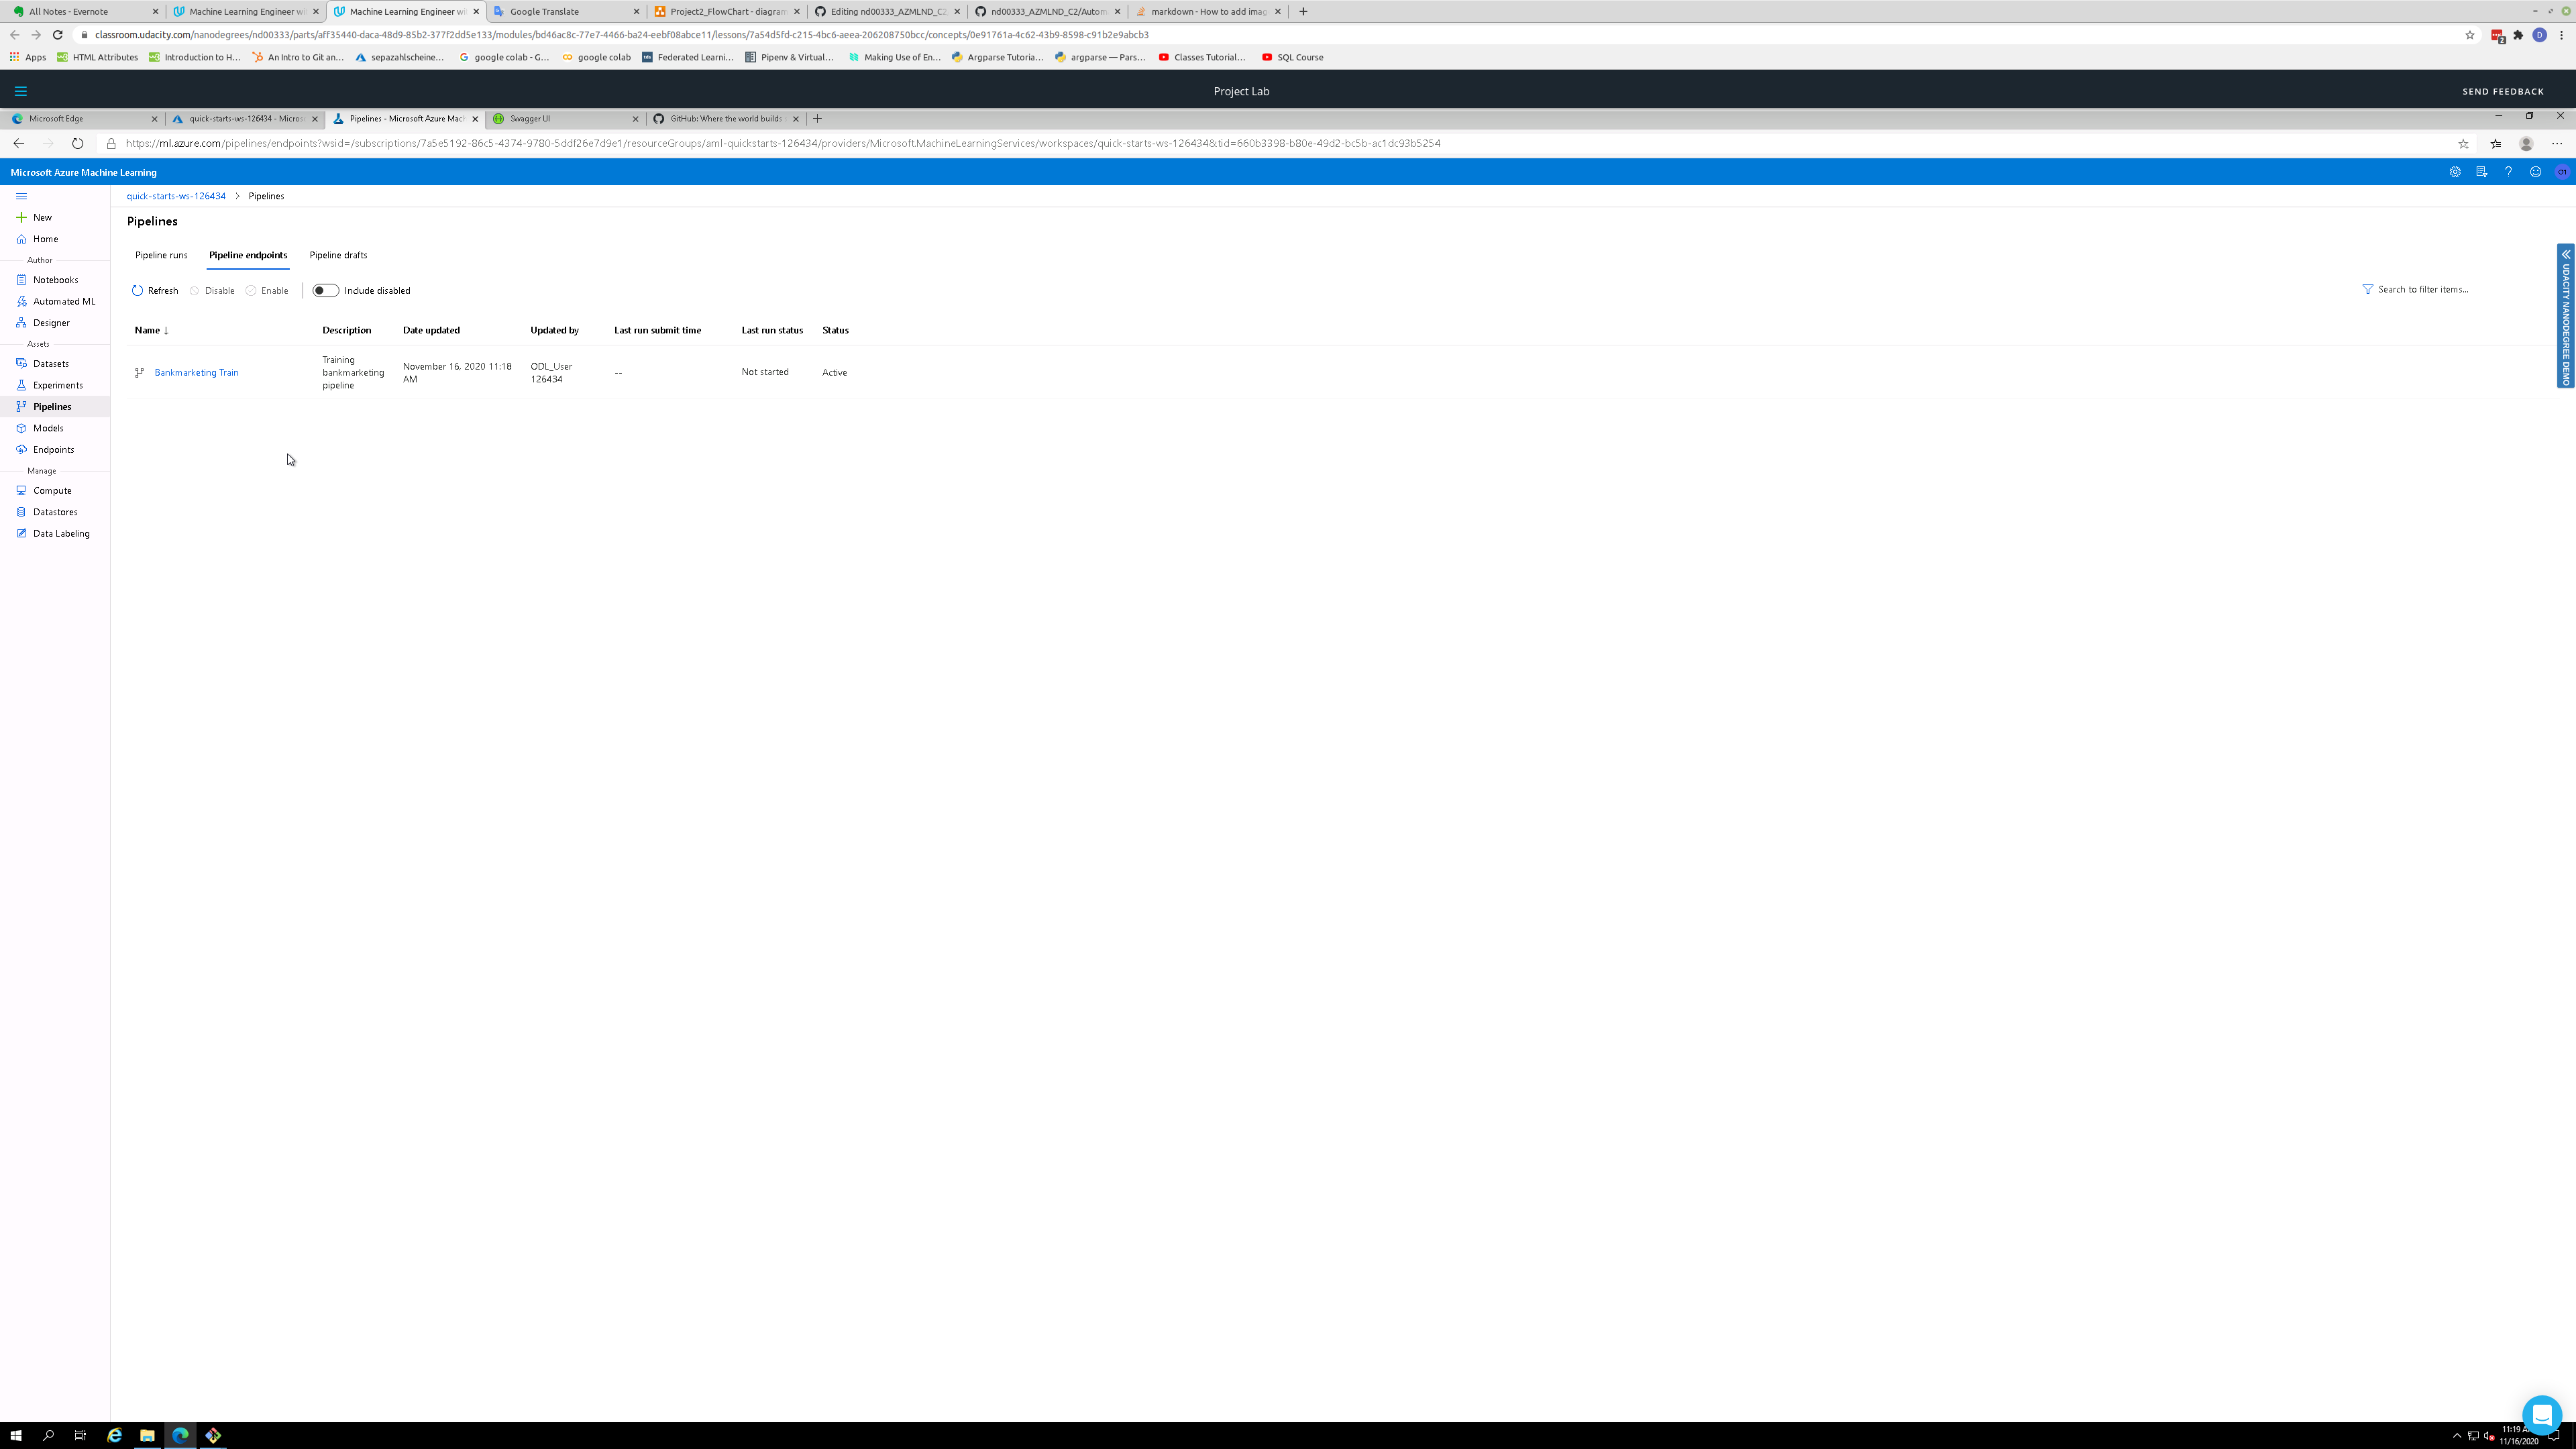 All Notes - Evernote
Machine Learning Engineer wi
Machine Learning Engineer wi
Google Translate
Project2_FlowChart - diagram
Editing nd00333_AZMLND_C2
nd00333_AZMLND_C2/Autom
markdown - How to add imag
classroom.udacity.com/nanodegrees/nd00333/parts/aff35440-daca-48d9-85b2-377f2dd5e133/modules/bd46ac8c-77e7-4466-ba24-eebf08abce11/lessons/7a54d5fd-c215-4bc6-aeea-206208750bcc/concepts/0e91761a-4c62-43b9-8598-c91b2e9abcb3
2
D
Apps
HTML Attributes
Introduction to H...
An Intro to Git an...
sepazahlscheine...
google colab - G...
google colab
Federated Learni...
Pipenv & Virtual...
Making Use of En...
Argparse Tutoria...
argparse — Pars...
Classes Tutorial...
SQL Course
Project Lab
SEND FEEDBACK
Microsoft Edge
quick-starts-ws-126434 - Micros
Pipelines - Microsoft Azure Mach
Swagger UI
GitHub: Where the world builds
https://ml.azure.com/pipelines/endpoints?wsid=/subscriptions/7a5e5192-86c5-4374-9780-5ddf26e7d9e1/resourceGroups/aml-quickstarts-126434/providers/Microsoft.MachineLearningServices/workspaces/quick-starts-ws-126434&tid=660b3398-b80e-49d2-bc5b-ac1dc93b5254
Microsoft Azure Machine Learning
New
Home
Author
Notebooks
Automated ML
Designer
Assets
Datasets
Experiments
Pipelines
Models
Endpoints
Manage
Compute
Datastores
Data Labeling
quick-starts-ws-126434 > Pipelines
Pipelines
Pipeline runs
Pipeline endpoints
Pipeline drafts
Refresh
Disable
Enable
Include disabled
Search to filter items...
Name ↓
Description
Date updated
Updated by
Last run submit time
Last run status
Status
Bankmarketing Train
Training
bankmarketing
pipeline
November 16, 2020 11:18
AM
ODL_User
126434
--
Not started
Active
UDACITY NANODEGREE DEMO
11:19 A
11/16/2020